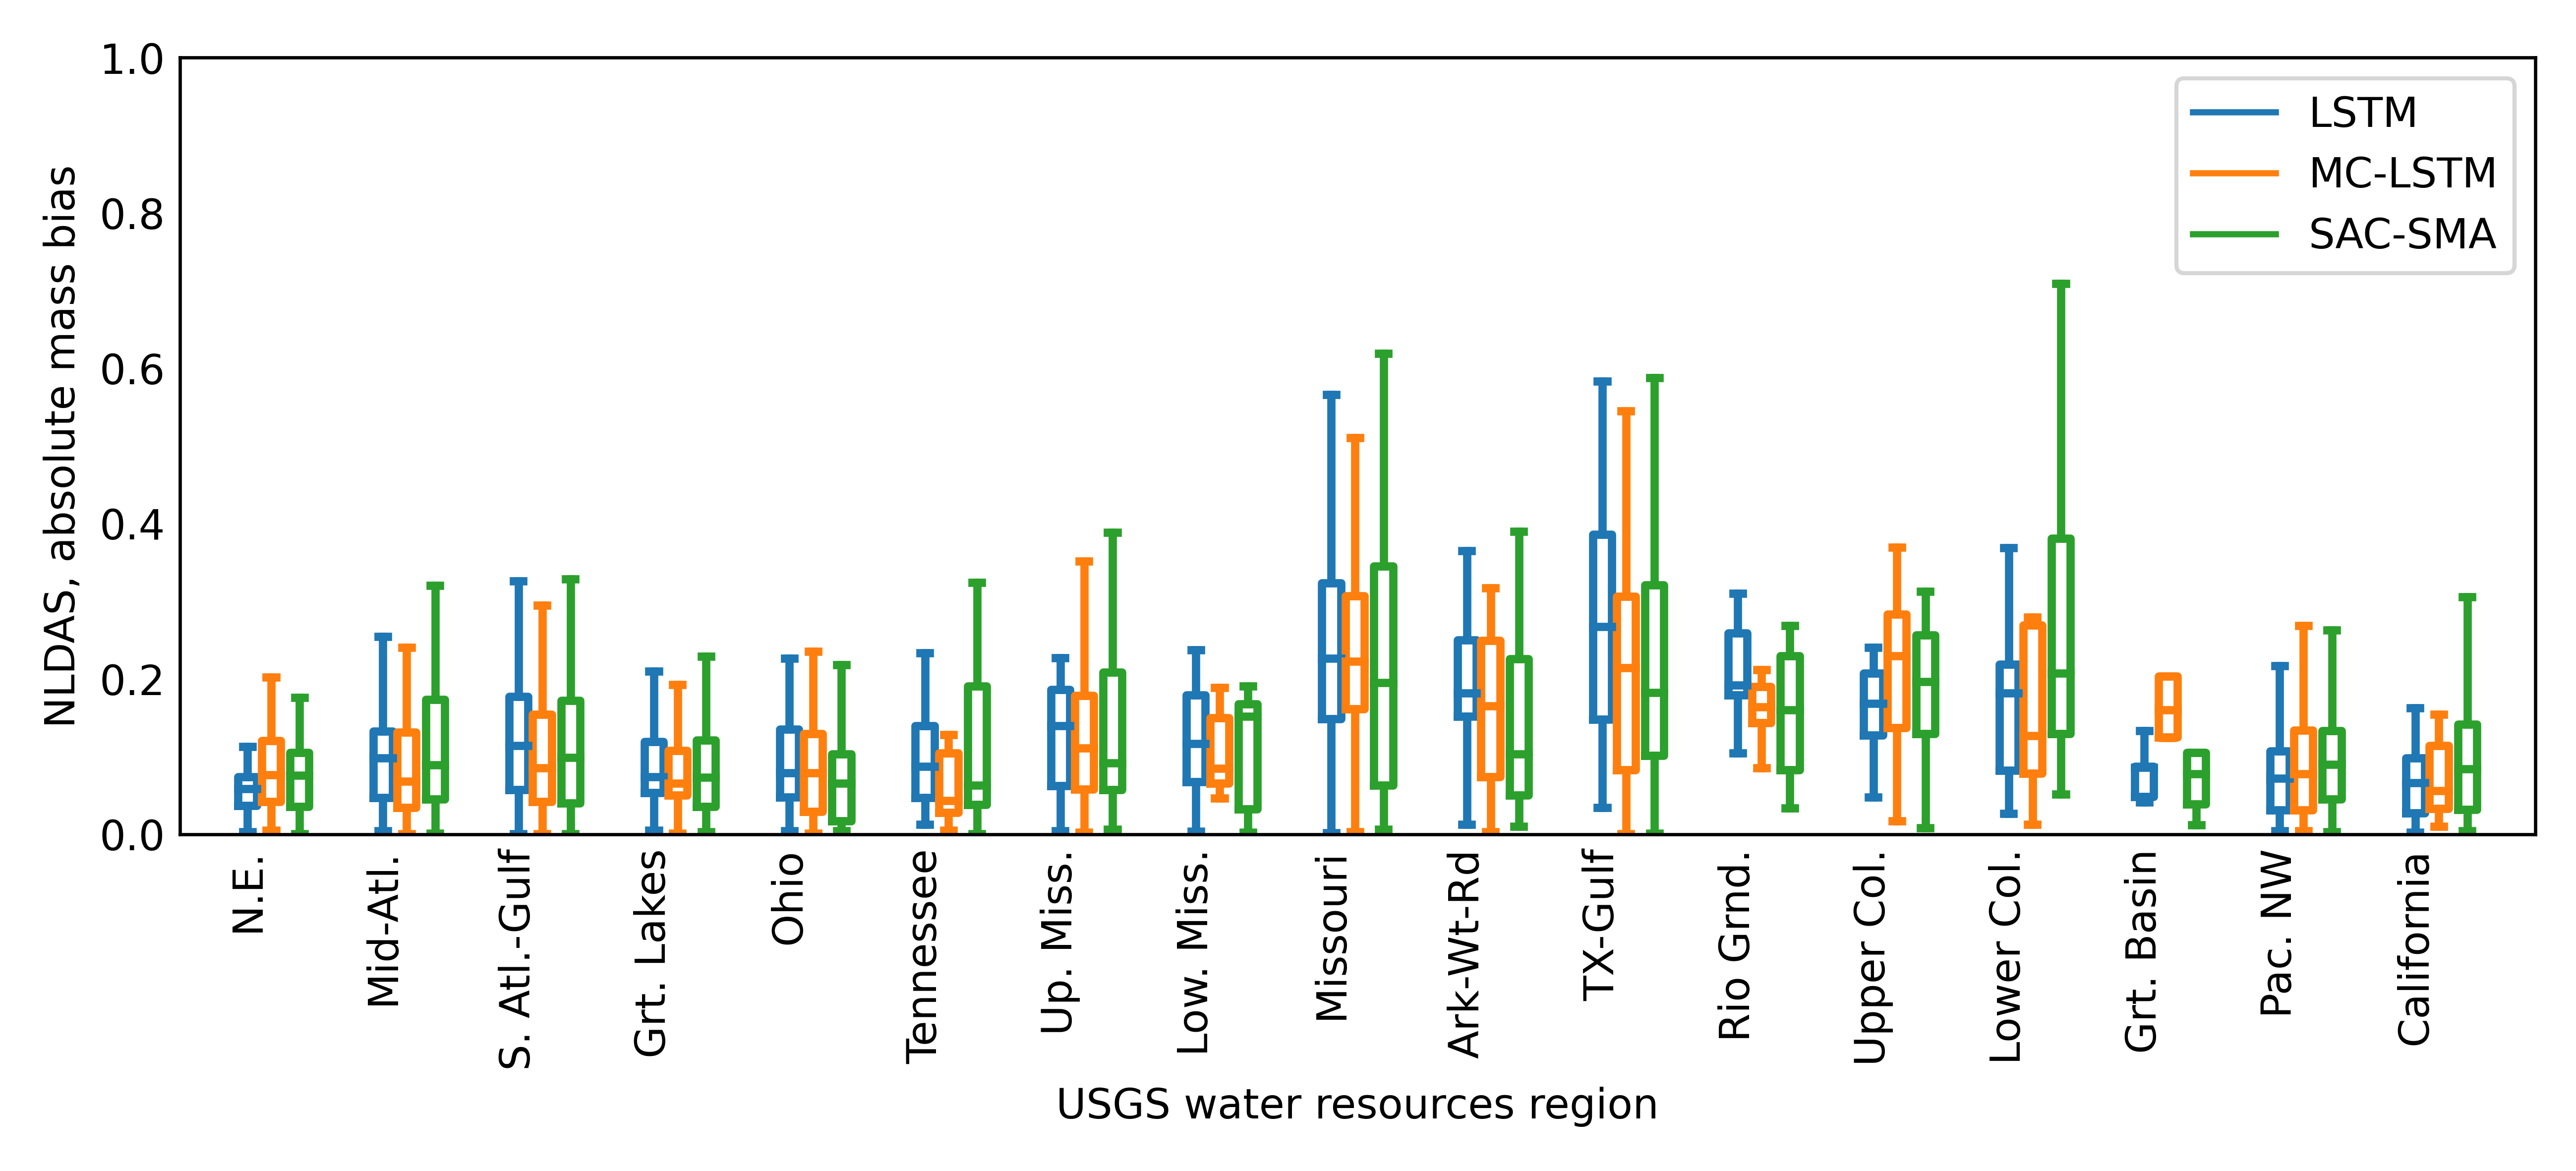 1.0
0.8
0.6
0.4
0.2
0.0
NLDAS, absolute mass bias
LSTM
MC-LSTM
SAC-SMA
N.E.
Mid-Atl.
S. Atl.-Gulf
Grt. Lakes
Ohio
Tennessee
Up. Miss.
Low. Miss.
Missouri
Ark-Wt-Rd
TX-Gulf
Rio Grnd.
Upper Col.
Lower Col.
Grt. Basin
Pac. NW
California
USGS water resources region